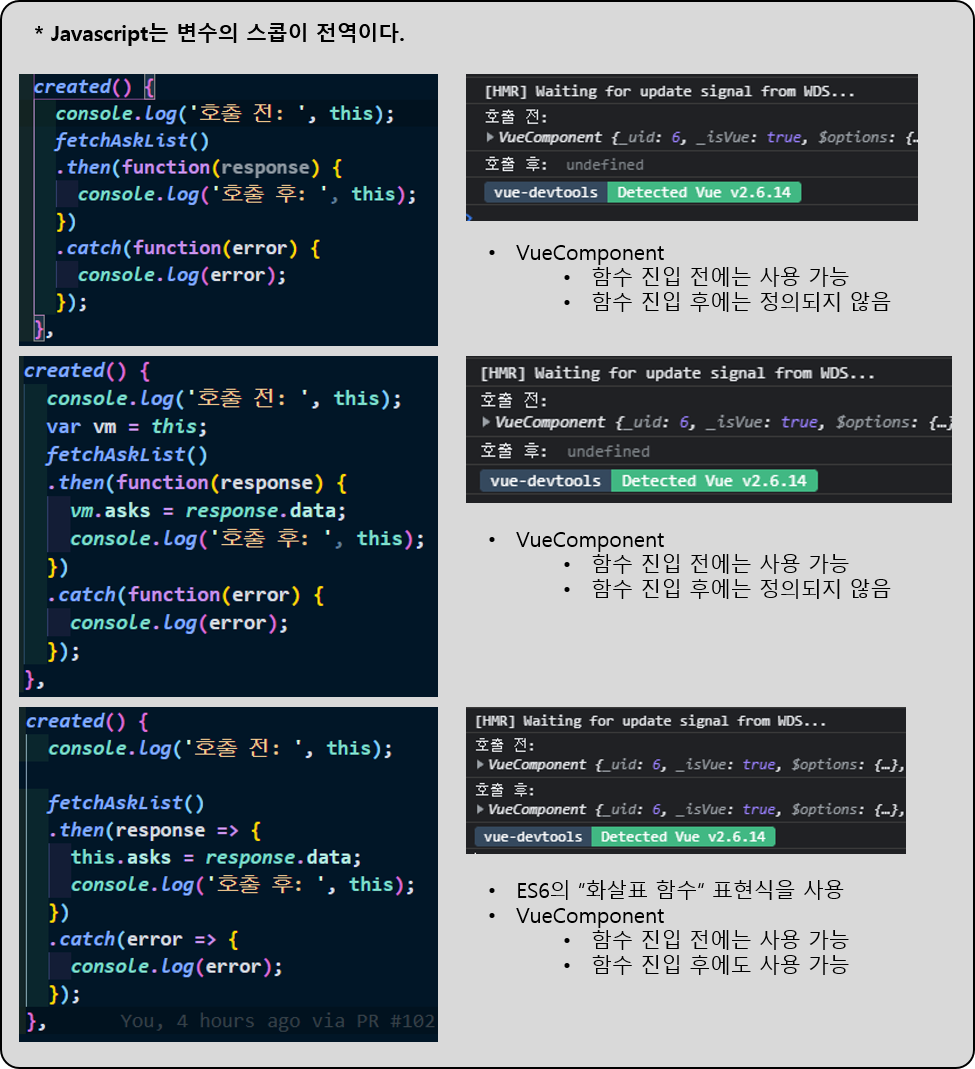 * Javascript는 변수의 스콥이 전역이다.
created() {
console.log('호출 전: ', this);
fetchAskList()
.then(function(response) {
console.log('호출 후: ', this);
})
.catch(function(error) {
console.log(error);
});
},
[HMR] Waiting for update signal from WDS...
호출 전:
▶VueComponent {_uid: 6, _isVue: true, $options: {…
호출 후: undefined
vue-devtools Detected Vue v2.6.14
• VueComponent
• 함수 진입 전에는 사용 가능
• 함수 진입 후에는 정의되지 않음
created() {
console.log('호출 전: ', this);
var vm = this;
fetchAskList()
.then(function(response) {
vm.asks = response.data;
console.log('호출 후: ', this);
})
.catch(function(error) {
console.log(error);
});
},
[HMR] Waiting for update signal from WDS...
호출 전:
▶VueComponent {_uid: 6, _isVue: true, $options: {…}
호출 후: undefined
vue-devtools Detected Vue v2.6.14
• VueComponent
• 함수 진입 전에는 사용 가능
• 함수 진입 후에는 정의되지 않음
created() {
console.log('호출 전: ', this);
fetchAskList()
.then(response => {
this.asks = response.data;
console.log('호출 후: ', this);
})
.catch(error => {
console.log(error);
});
}, You, 4 hours ago via PR #102
[HMR] Waiting for update signal from WDS...
호출 전:
▶VueComponent {_uid: 6, _isVue: true, $options: {…},
호출 후:
▶VueComponent {_uid: 6, _isVue: true, $options: {…},
vue-devtools Detected Vue v2.6.14
• ES6의 “화살표 함수“ 표현식을 사용
• VueComponent
• 함수 진입 전에는 사용 가능
• 함수 진입 후에도 사용 가능